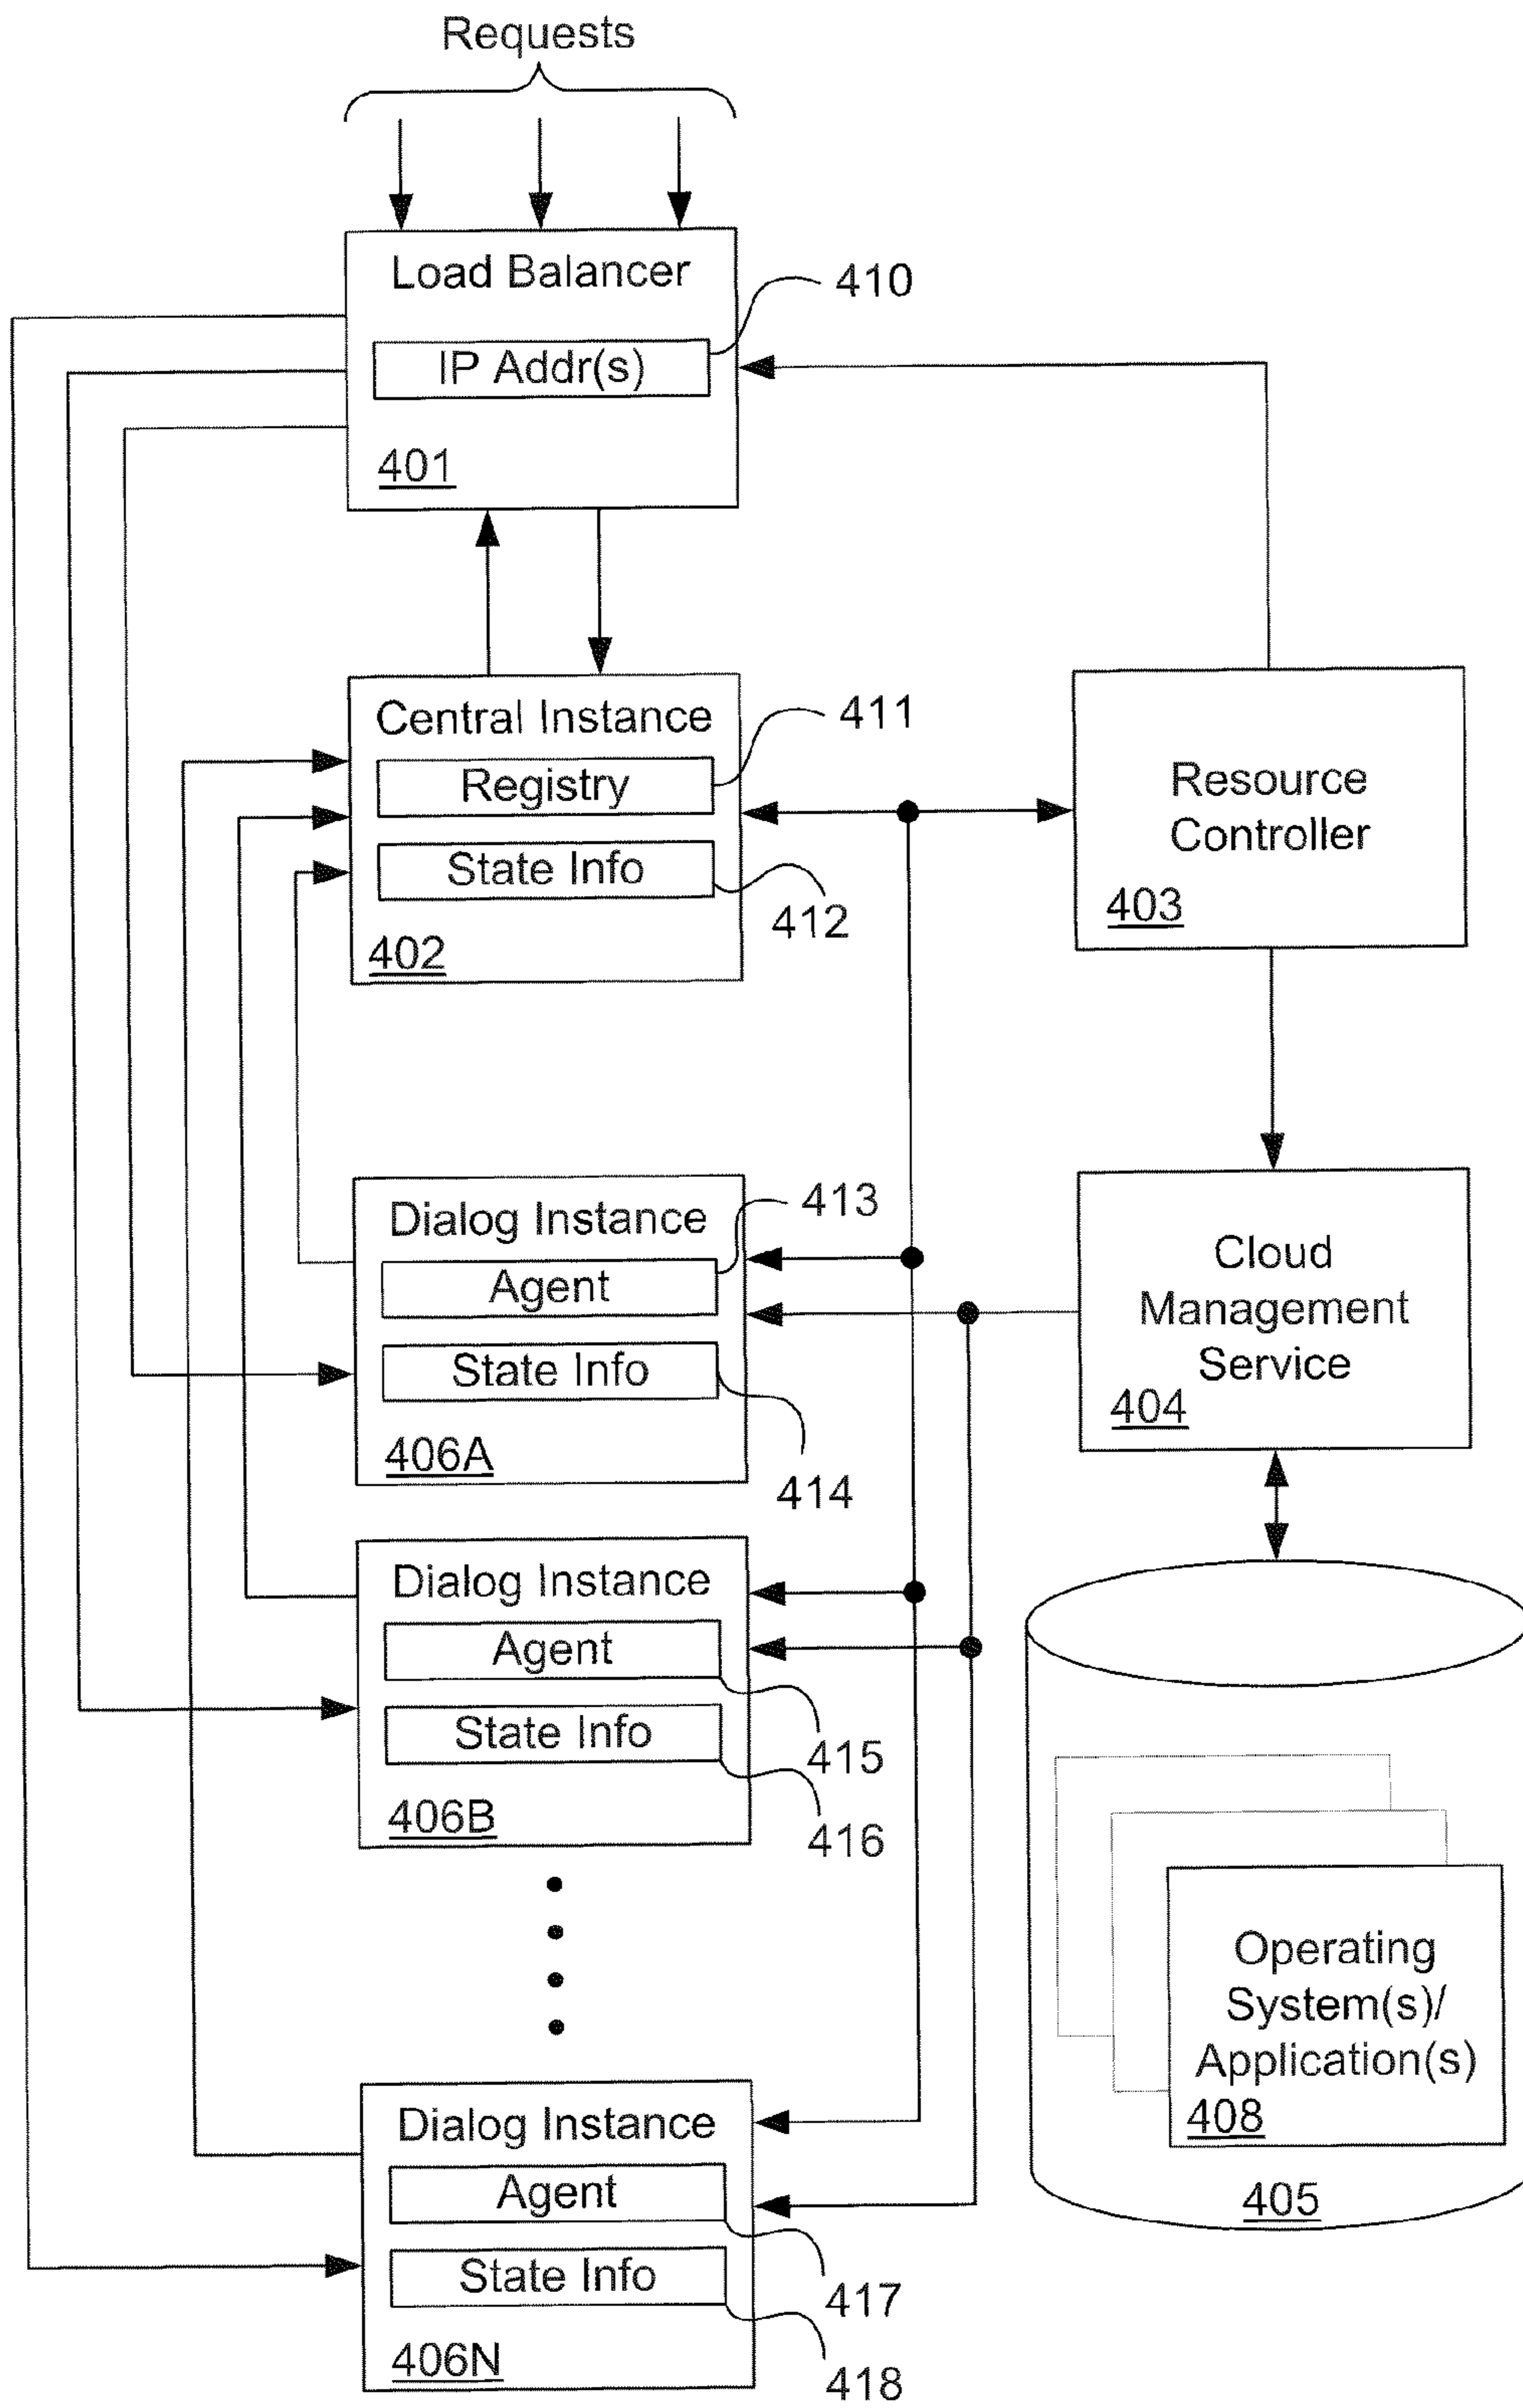 Requests
Load Balancer
410
IP Addr(s)
401
Central Instance
411
Registry
State Info
412
402
Resource
Controller
403
Dialog Instance
413
Agent
State Info
414
406A
Cloud
Management
Service
404
Dialog Instance
Agent
415
State Info
416
406B
Operating
System(s)/
Application(s)
408
405
Dialog Instance
Agent
417
State Info
418
406N